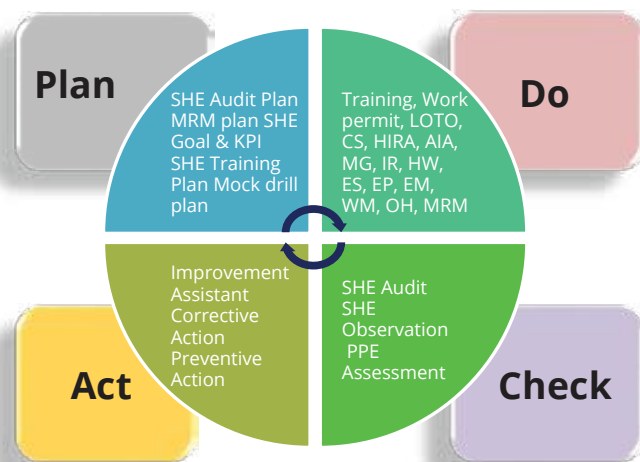 Plan
SHE Audit Plan
MRM plan SHE
Goal & KPI
SHE Training
Plan Mock drill
plan
Do
Training, Work
permit, LOTO,
CS, HIRA, AIA,
MG, IR, HW,
ES, EP, EM,
WM, OH, MRM
Act
Improvement
Assistant
Corrective
Action
Preventive
Action
SHE Audit
SHE
Observation
PPE
Assessment
Check